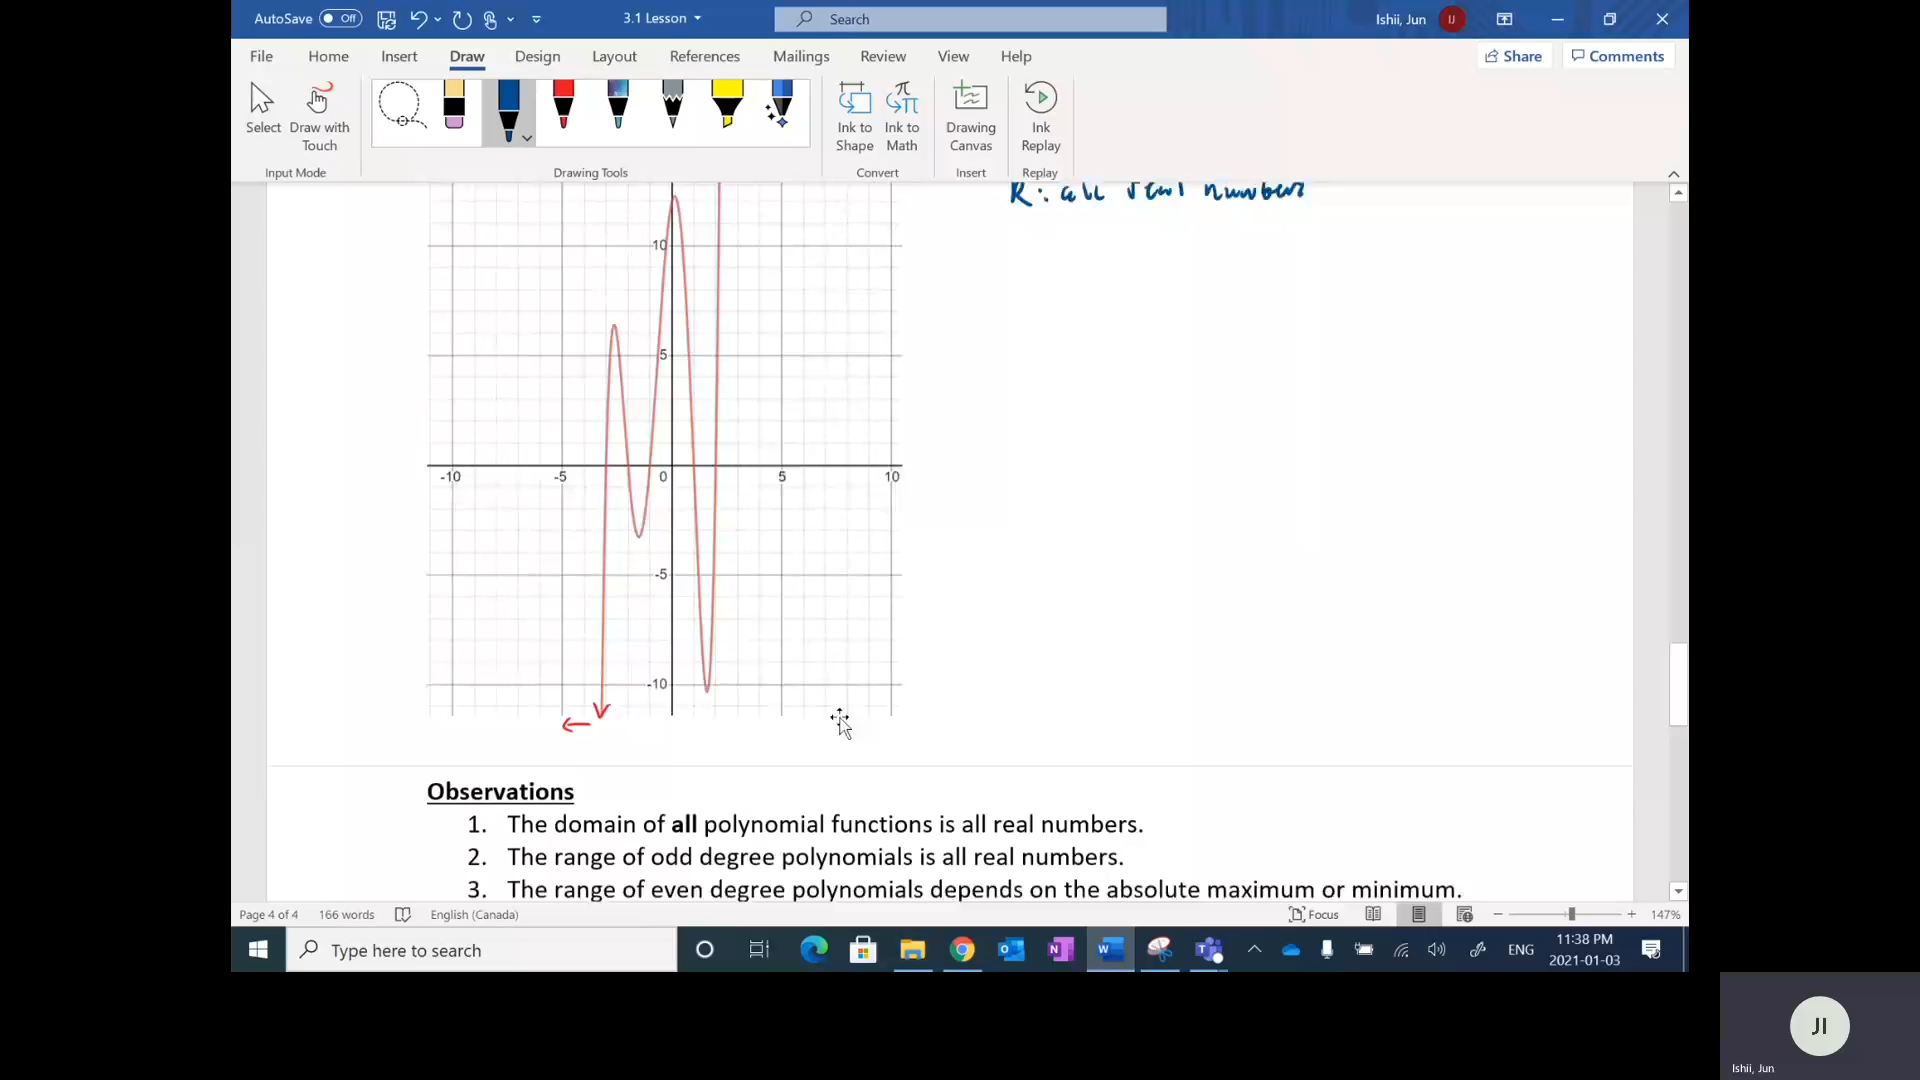 AutoSave Off 3.1 Lesson Search Ishii, Jun IJ
File Home Insert Draw Design Layout References Mailings Review View Help Share Comments
Select Draw with Touch Ink to Shape Ink to Math Drawing Canvas Ink Replay
Input Mode Drawing Tools Convert Insert Replay
R: all real numbers
10
5
-10 -5 0 5 10
-5
-10
Observations
1. The domain of all polynomial functions is all real numbers.
2. The range of odd degree polynomials is all real numbers.
3. The range of even degree polynomials depends on the absolute maximum or minimum.
Page 4 of 4 166 words English (Canada) Focus 147%
Type here to search ENG 11:38 PM
2021-01-03
JI
Ishii, Jun